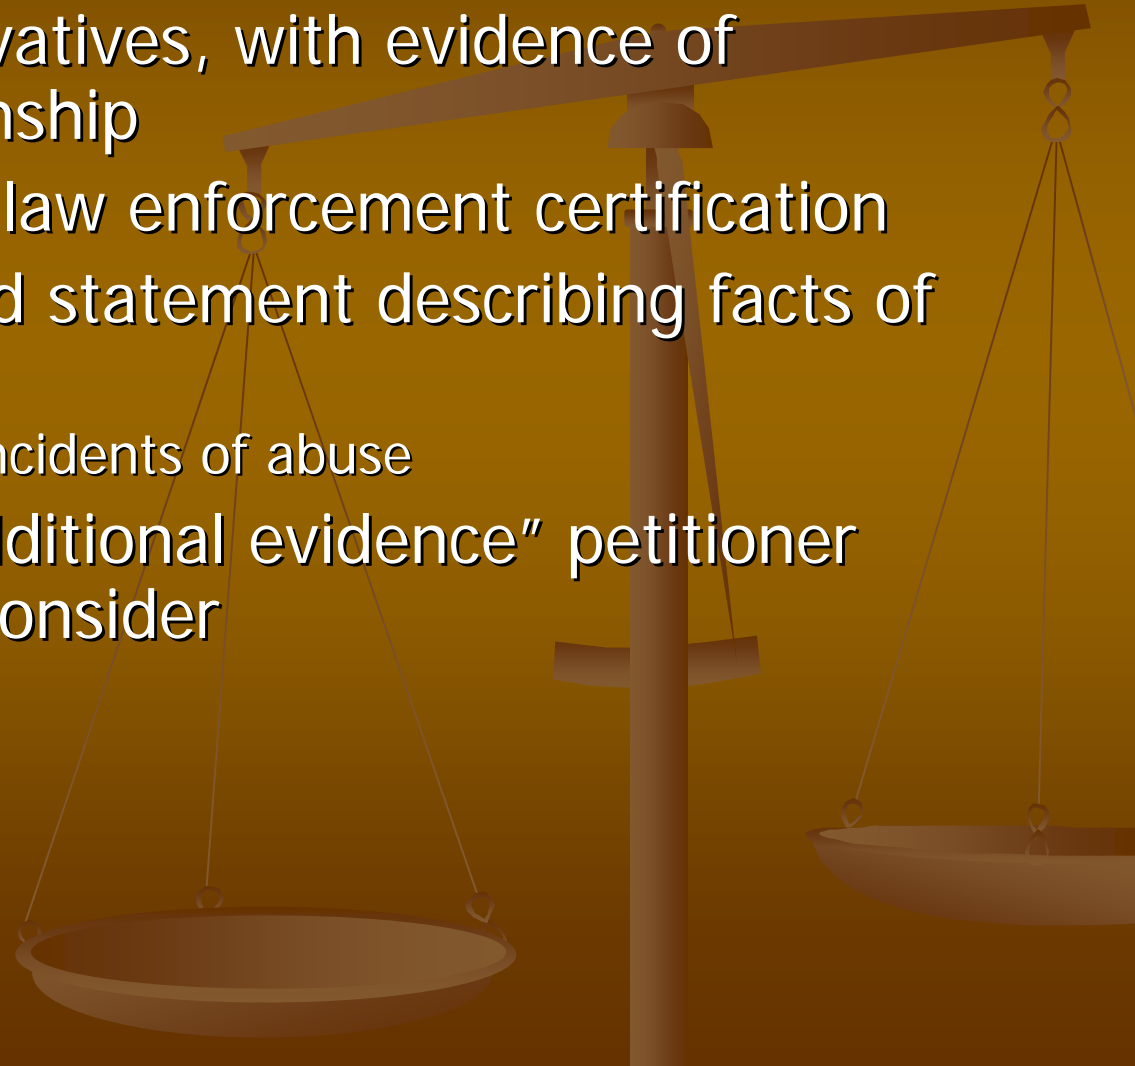 vatives, with evidence of
nship
law enforcement certification
d statement describing facts of
ncidents of abuse
lditional evidence” petitioner
onsider